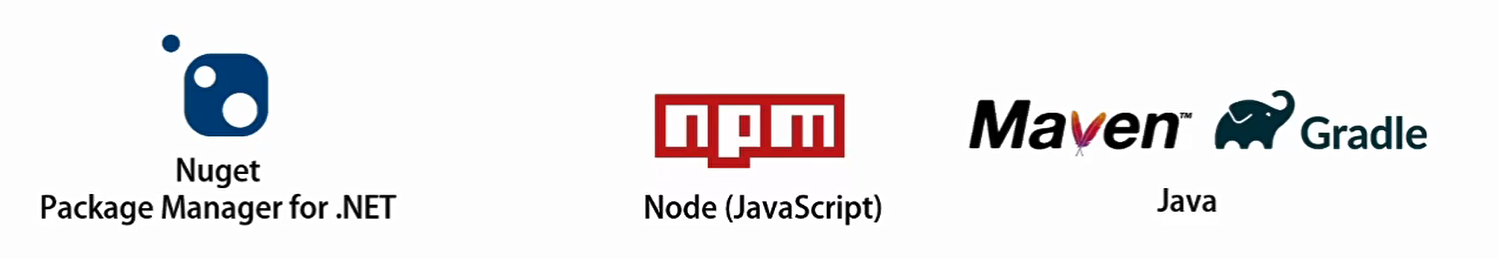 Nuget
Package Manager for .NET
npm
Node (JavaScript)
Maven™
Gradle
Java